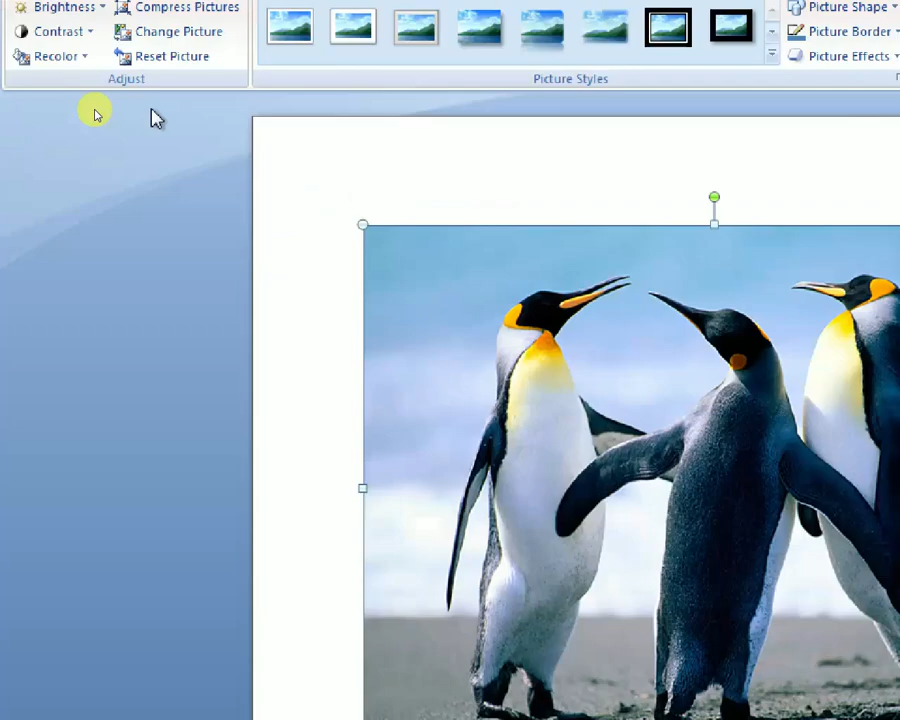 Brightness
Compress Pictures
Picture Shape
Contrast
Change Picture
Picture Border
Recolor
Reset Picture
Picture Effects
Adjust
Picture Styles